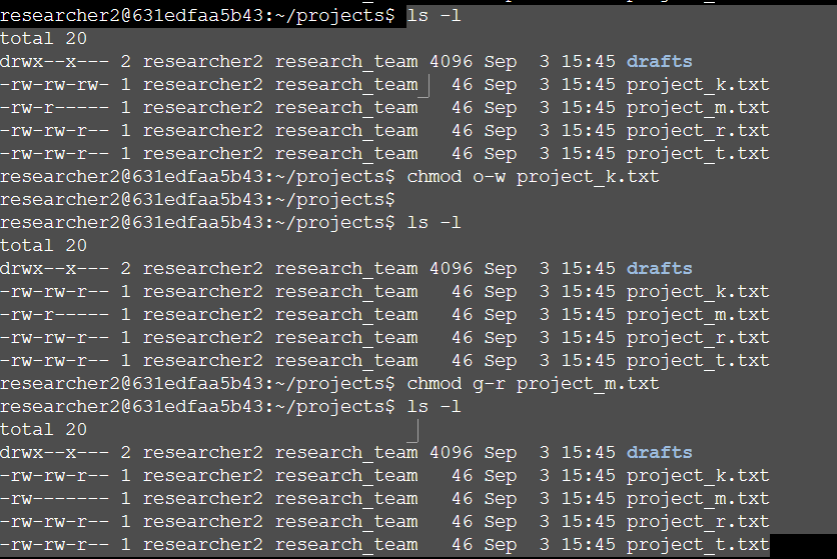 researcher2@631edfaa5b43:~/projects$ ls -l
total 20
drwx--x--- 2 researcher2 research_team 4096 Sep  3 15:45 drafts
-rw-rw-rw- 1 researcher2 research_team   46 Sep  3 15:45 project_k.txt
-rw-r----- 1 researcher2 research_team   46 Sep  3 15:45 project_m.txt
-rw-rw-r-- 1 researcher2 research_team   46 Sep  3 15:45 project_r.txt
-rw-rw-r-- 1 researcher2 research_team   46 Sep  3 15:45 project_t.txt
researcher2@631edfaa5b43:~/projects$ chmod o-w project_k.txt
researcher2@631edfaa5b43:~/projects$
researcher2@631edfaa5b43:~/projects$ ls -l
total 20
drwx--x--- 2 researcher2 research_team 4096 Sep  3 15:45 drafts
-rw-rw-r-- 1 researcher2 research_team   46 Sep  3 15:45 project_k.txt
-rw-r----- 1 researcher2 research_team   46 Sep  3 15:45 project_m.txt
-rw-rw-r-- 1 researcher2 research_team   46 Sep  3 15:45 project_r.txt
-rw-rw-r-- 1 researcher2 research_team   46 Sep  3 15:45 project_t.txt
researcher2@631edfaa5b43:~/projects$ chmod g-r project_m.txt
researcher2@631edfaa5b43:~/projects$ ls -l
total 20
drwx--x--- 2 researcher2 research_team 4096 Sep  3 15:45 drafts
-rw-rw-r-- 1 researcher2 research_team   46 Sep  3 15:45 project_k.txt
-rw------- 1 researcher2 research_team   46 Sep  3 15:45 project_m.txt
-rw-rw-r-- 1 researcher2 research_team   46 Sep  3 15:45 project_r.txt
-rw-rw-r-- 1 researcher2 research_team   46 Sep  3 15:45 project_t.txt